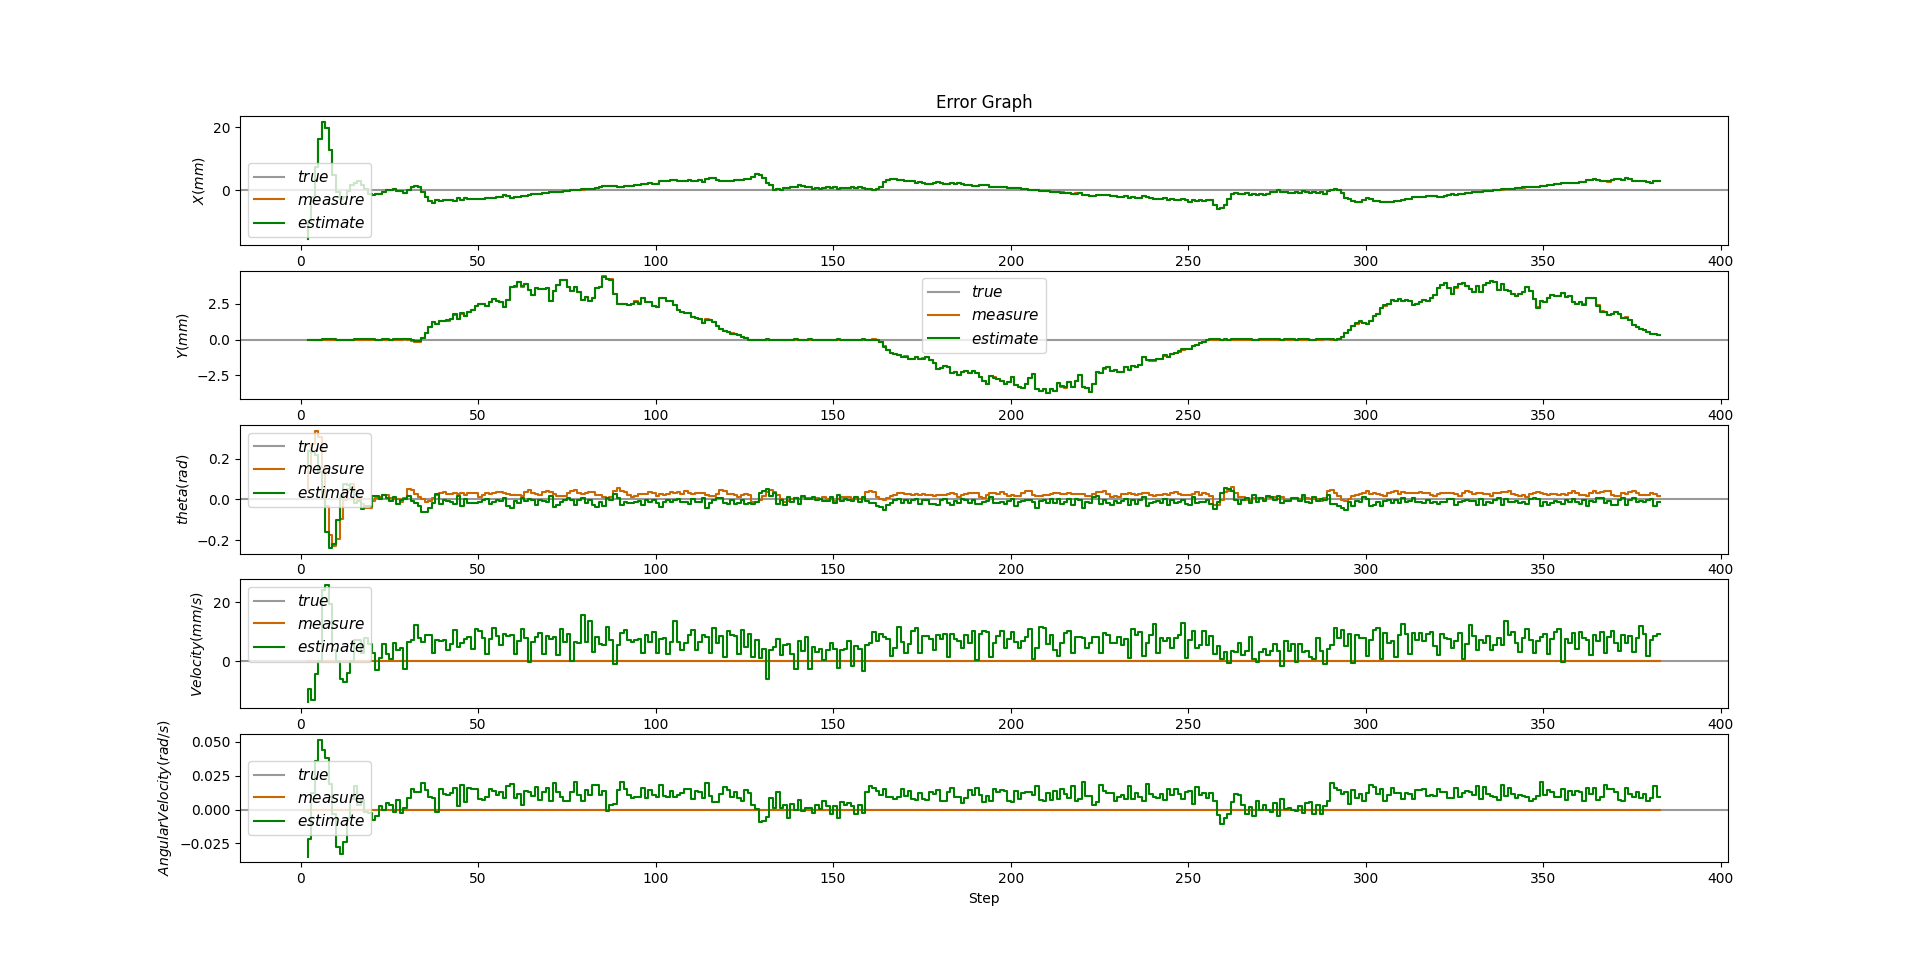 Error Graph
20
0
X(mm)
true
measure
estimate
0 50 100 150 200 250 300 350 400
2.5
0.0
−2.5
Y(mm)
true
measure
estimate
0 50 100 150 200 250 300 350 400
0.2
0.0
−0.2
theta(rad)
true
measure
estimate
0 50 100 150 200 250 300 350 400
20
0
Velocity(mm/s)
true
measure
estimate
0 50 100 150 200 250 300 350 400
0.050
0.025
0.000
−0.025
AngularVelocity(rad/s)
true
measure
estimate
0 50 100 150 200 250 300 350 400
Step